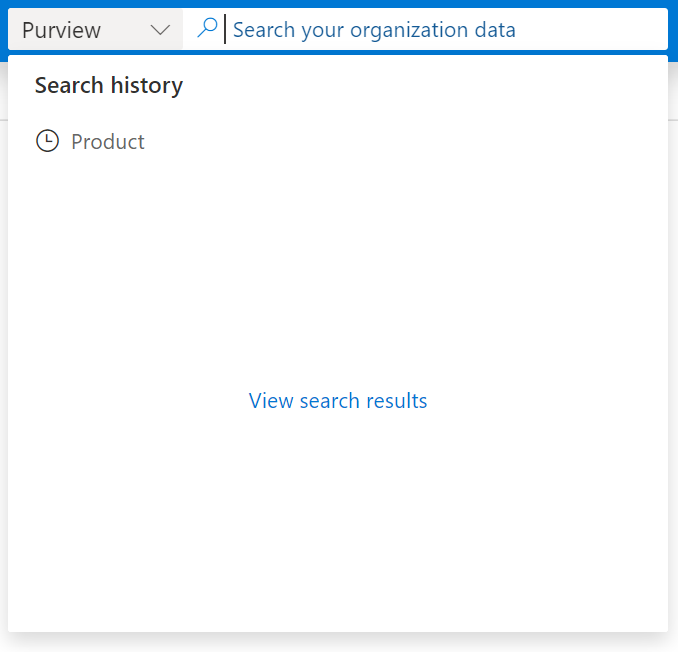 Purview Search your organization data
Search history
Product
View search results